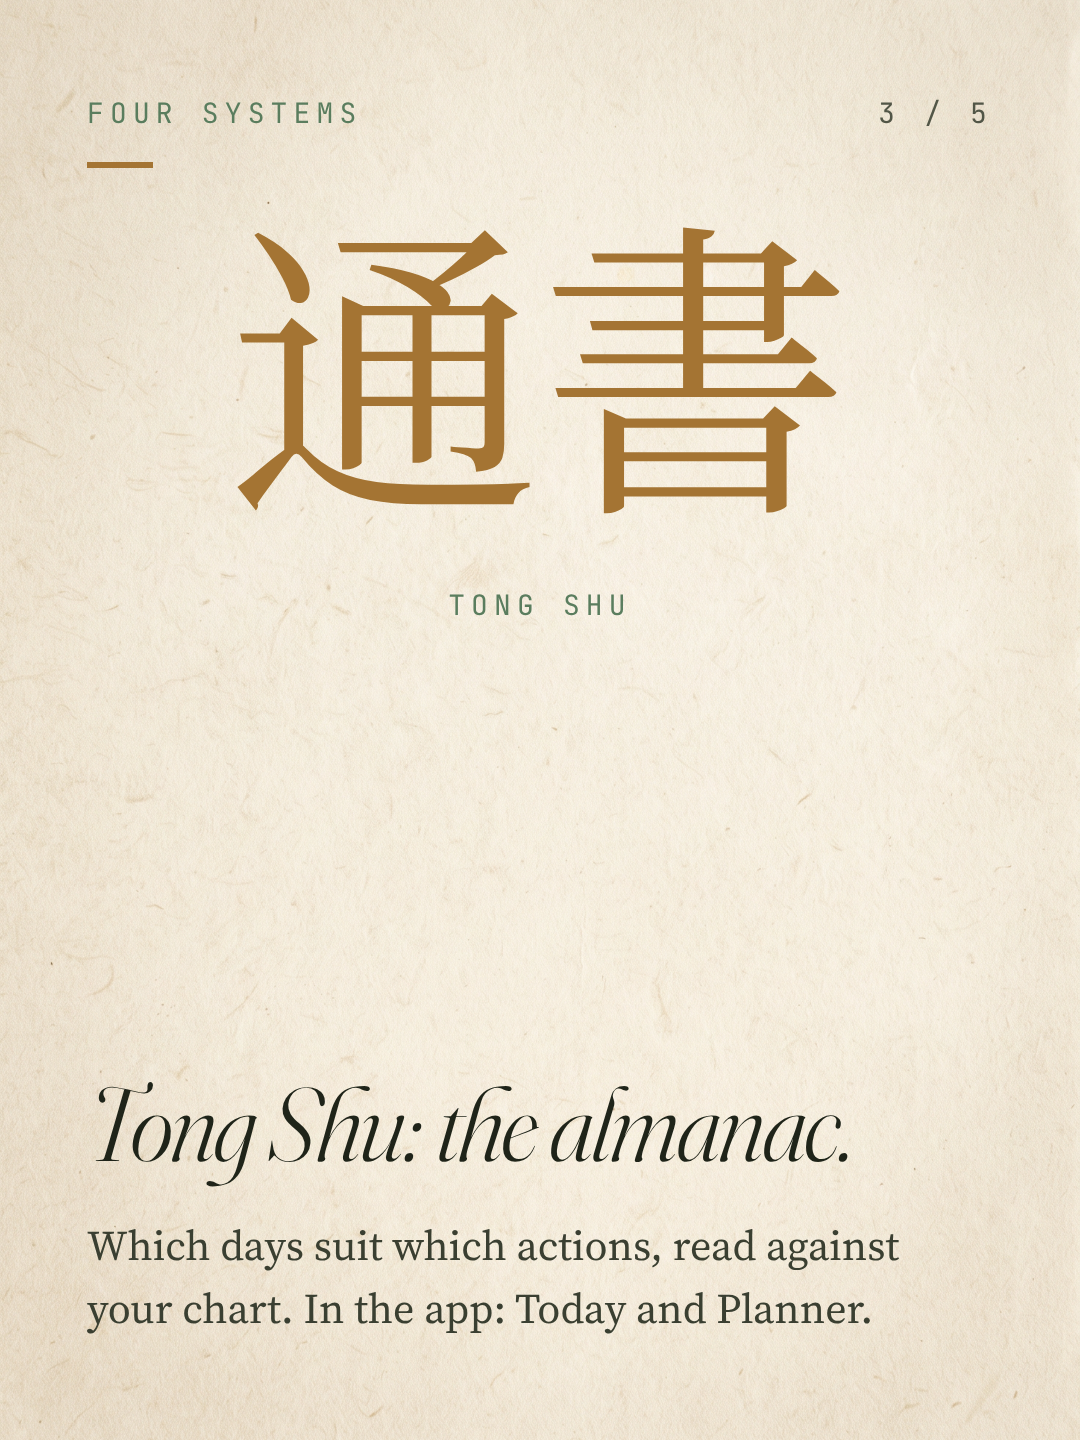 FOUR SYSTEMS
3 / 5
通書
TONG SHU
Tong Shu: the almanac.
Which days suit which actions, read against
your chart. In the app: Today and Planner.